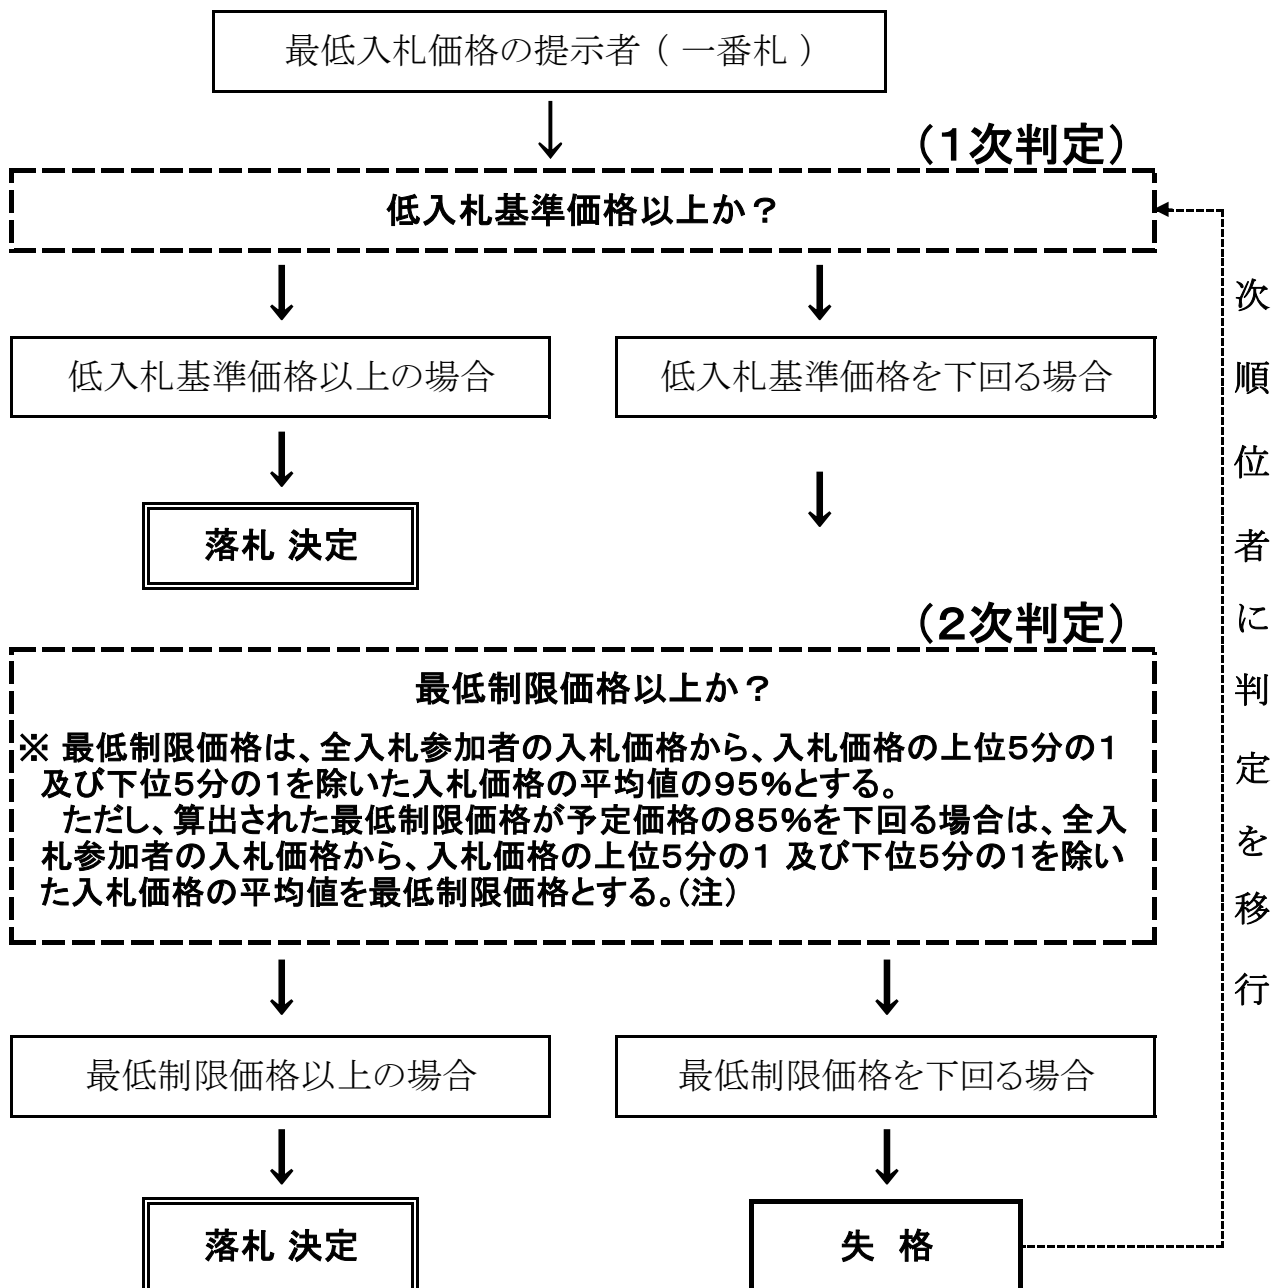 最低入札価格の提示者（ 一番札 ）
（１次判定）
低入札基準価格以上か？
低入札基準価格以上の場合
低入札基準価格を下回る場合
落札 決定
（２次判定）
最低制限価格以上か？
※ 最低制限価格は、全入札参加者の入札価格から、入札価格の上位５分の１
及び下位５分の１を除いた入札価格の平均値の９５％とする。
ただし、算出された最低制限価格が予定価格の８５％を下回る場合は、全入
札参加者の入札価格から、入札価格の上位５分の１ 及び下位５分の１を除い
た入札価格の平均値を最低制限価格とする。（注）
最低制限価格以上の場合
最低制限価格を下回る場合
落札 決定
失 格
次順位者に判定を移行